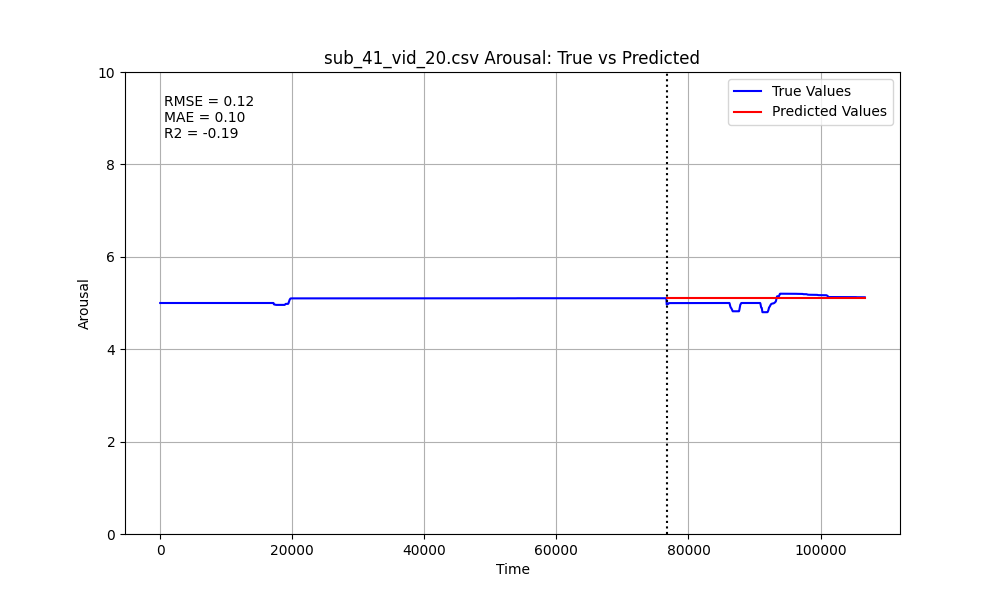 sub_41_vid_20.csv Arousal: True vs Predicted
RMSE = 0.12
MAE = 0.10
R2 = -0.19
True Values
Predicted Values
10
8
6
4
2
0
Arousal
0
20000
40000
60000
80000
100000
Time